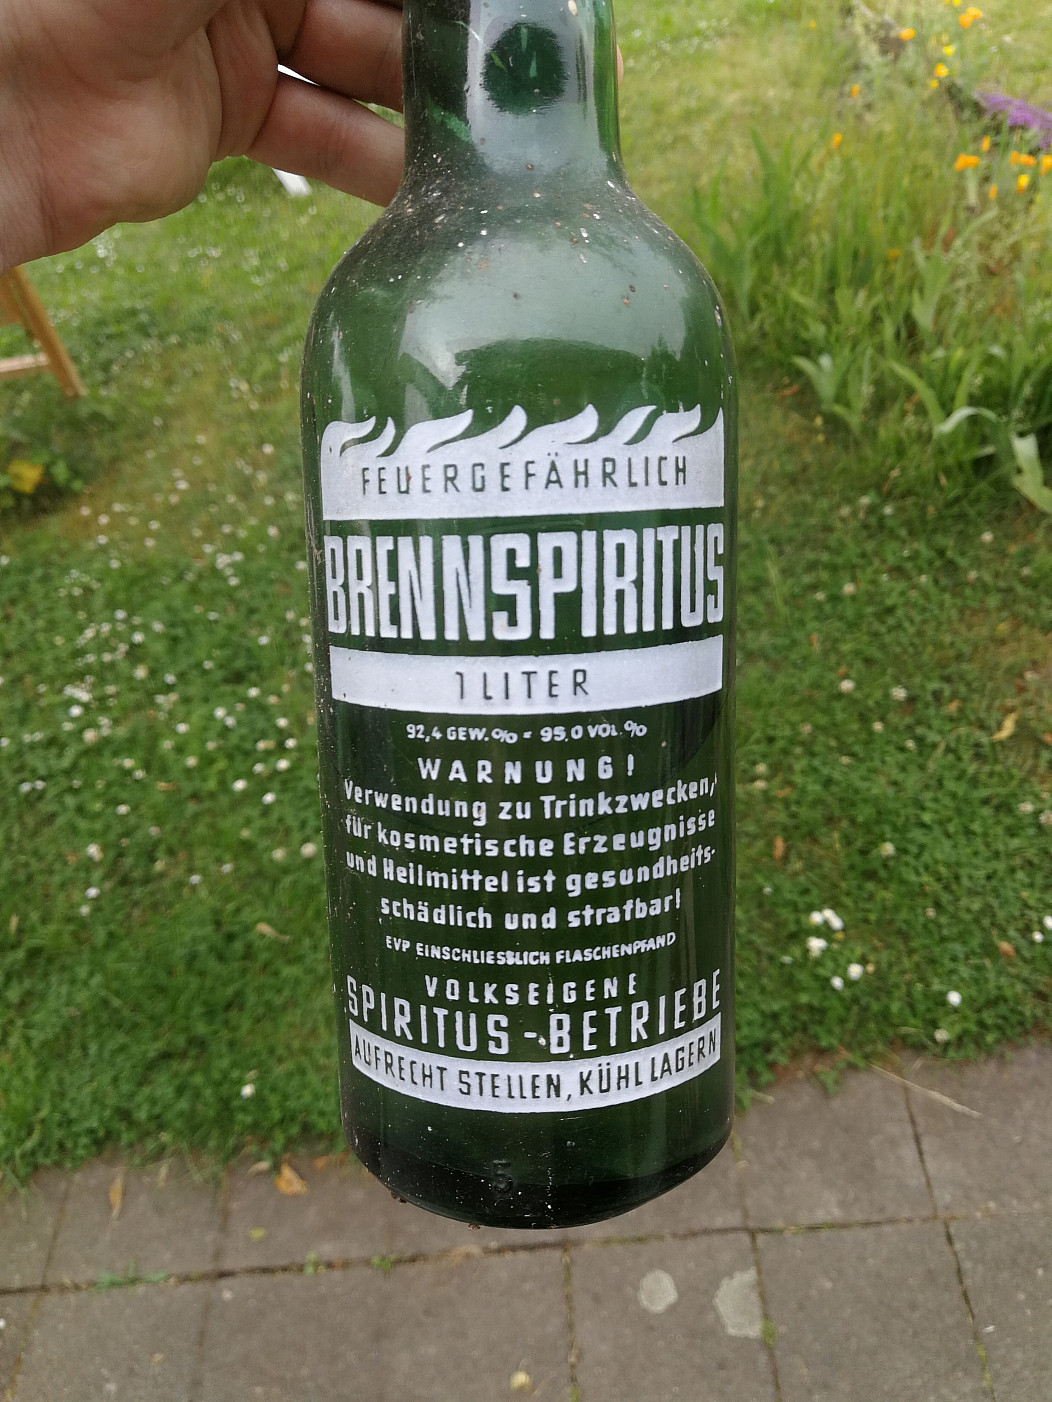 FEUERGEFÄHRLICH
BRENNSPIRITUS
1 LITER
92,4 GEW.% = 95,0 VOL.%
WARNUNG!
Verwendung zu Trinkzwecken,
für kosmetische Erzeugnisse
und Heilmittel ist gesundheits-
schädlich und strafbar!
EVP EINSCHLIESSLICH FLASCHENPFAND
VOLKSEIGENE
SPIRITUS-BETRIEBE
AUFRECHT STELLEN, KÜHL LAGERN
5